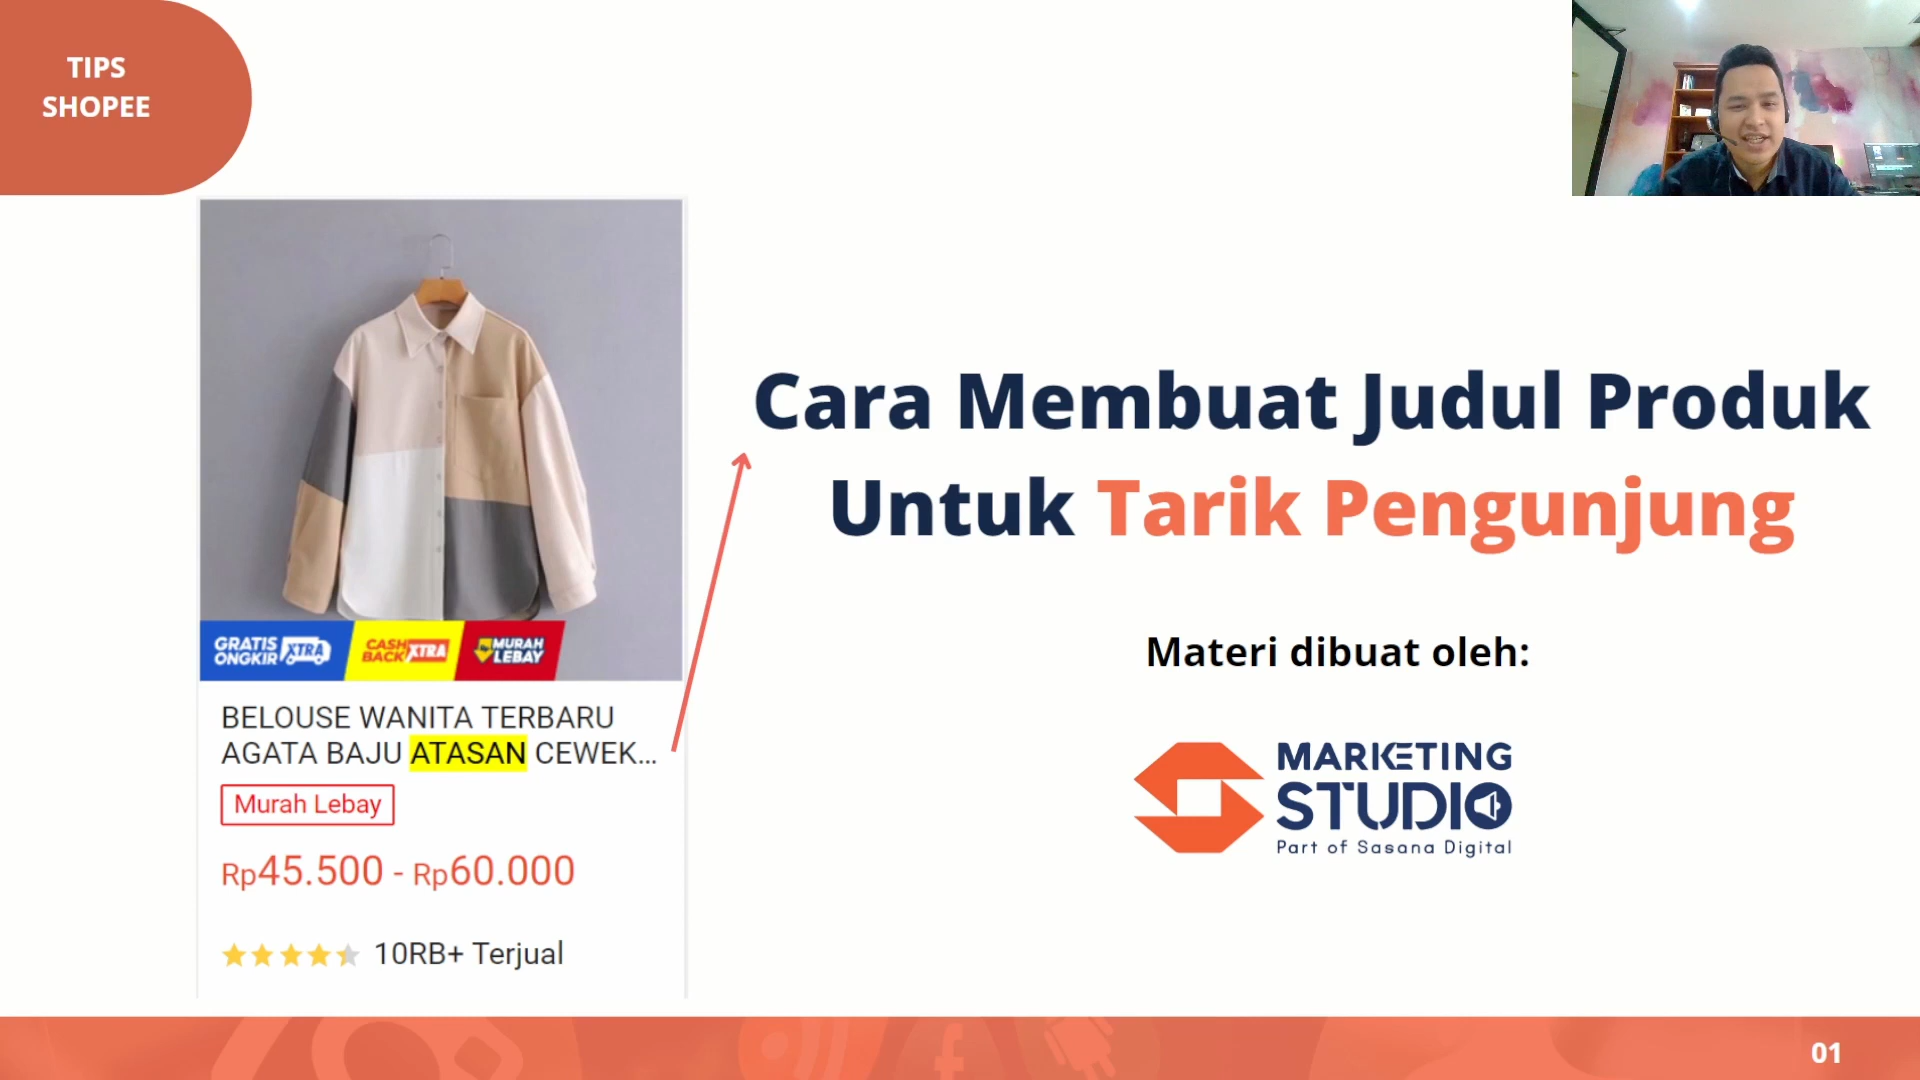 TIPS
SHOPEE
GRATIS
ONGKIR XTRA
CASH
BACK XTRA
MURAH
LEBAY
BELOUSE WANITA TERBARU
AGATA BAJU ATASAN CEWEK...
Murah Lebay
Rp45.500 - Rp60.000
10RB+ Terjual
Cara Membuat Judul Produk
Untuk Tarik Pengunjung
Materi dibuat oleh:
MARKETING
STUDIO
Part of Sasana Digital
01